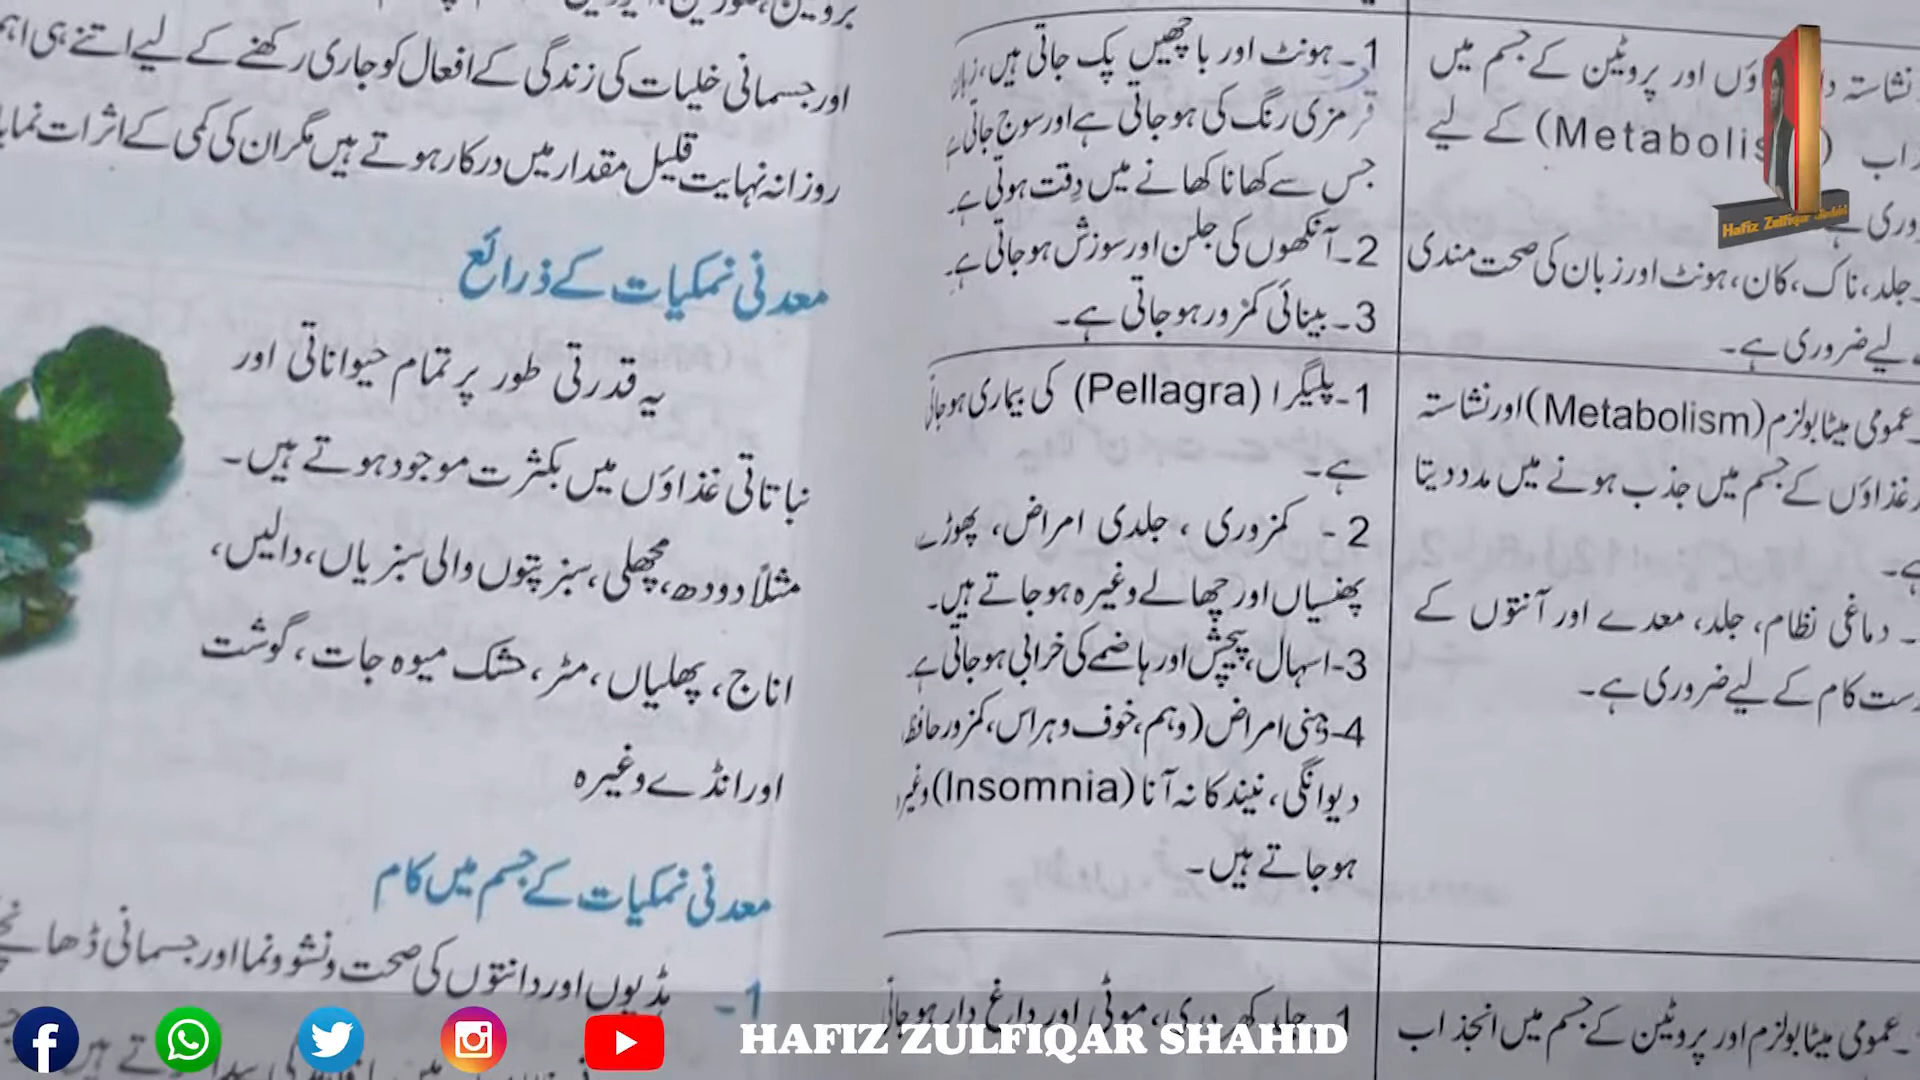 اور جسمانی خلیات کی زندگی کے افعال کو جاری رکھنے کے لیے اتنے ہی
روزانہ نہایت قلیل مقدار میں درکار ہوتے ہیں مگر ان کی کمی کے اثرات
معدنی نمکیات کے ذرائع
یہ قدرتی طور پر تمام حیواناتی اور
نباتاتی غذاؤں میں بکثرت موجود ہوتے ہیں۔
مثلاً دودھ، مچھلی، سبز پتوں والی سبزیاں، دالیں،
اناج، پھلیاں، مٹر، خشک میوہ جات، گوشت
اور انڈے وغیرہ
معدنی نمکیات کے جسم میں کام
1- ہڈیوں اور دانتوں کی صحت و نشوونما اور جسمانی
1۔ ہونٹ اور باچھیں پک جاتی ہیں، زبان
قرمزی رنگ کی ہو جاتی ہے اور سوج جاتی ہے
جس سے کھانا کھانے میں دِقت ہوتی ہے۔
2۔ آنکھوں کی جلن اور سوزش ہو جاتی ہے۔
3۔ بینائی کمزور ہو جاتی ہے۔
1- پلیگرا (Pellagra) کی بیماری ہو جاتی
ہے۔
2- کمزوری، جلدی امراض، پھوڑے
پھنسیاں اور چھالے وغیرہ ہو جاتے ہیں۔
3- اسہال، پیچش اور ہاضمے کی خرابی ہو جاتی ہے
4- ذہنی امراض (وہم، خوف و ہراس، کمزور حافظہ
دیوانگی، نیند کا نہ آنا (Insomnia) وغیرہ
ہو جاتے ہیں۔
1- جلد کھردری، موٹی اور داغ دار ہو جاتی
نشاستہ اور پروٹین کے جسم میں
(Metabolis) کے لیے
جلد، ناک، کان، ہونٹ اور زبان کی صحت مندی
لیے ضروری ہے۔
عمومی میٹابولزم (Metabolism) اور نشاستہ
غذاؤں کے جسم میں جذب ہونے میں مدد دیتا
ہے۔
دماغی نظام، جلد، معدے اور آنتوں کے
کام کے لیے ضروری ہے۔
عمومی میٹابولزم اور پروٹین کے جسم میں انجذاب
Hafiz Zulfiqar
HAFIZ ZULFIQAR SHAHID